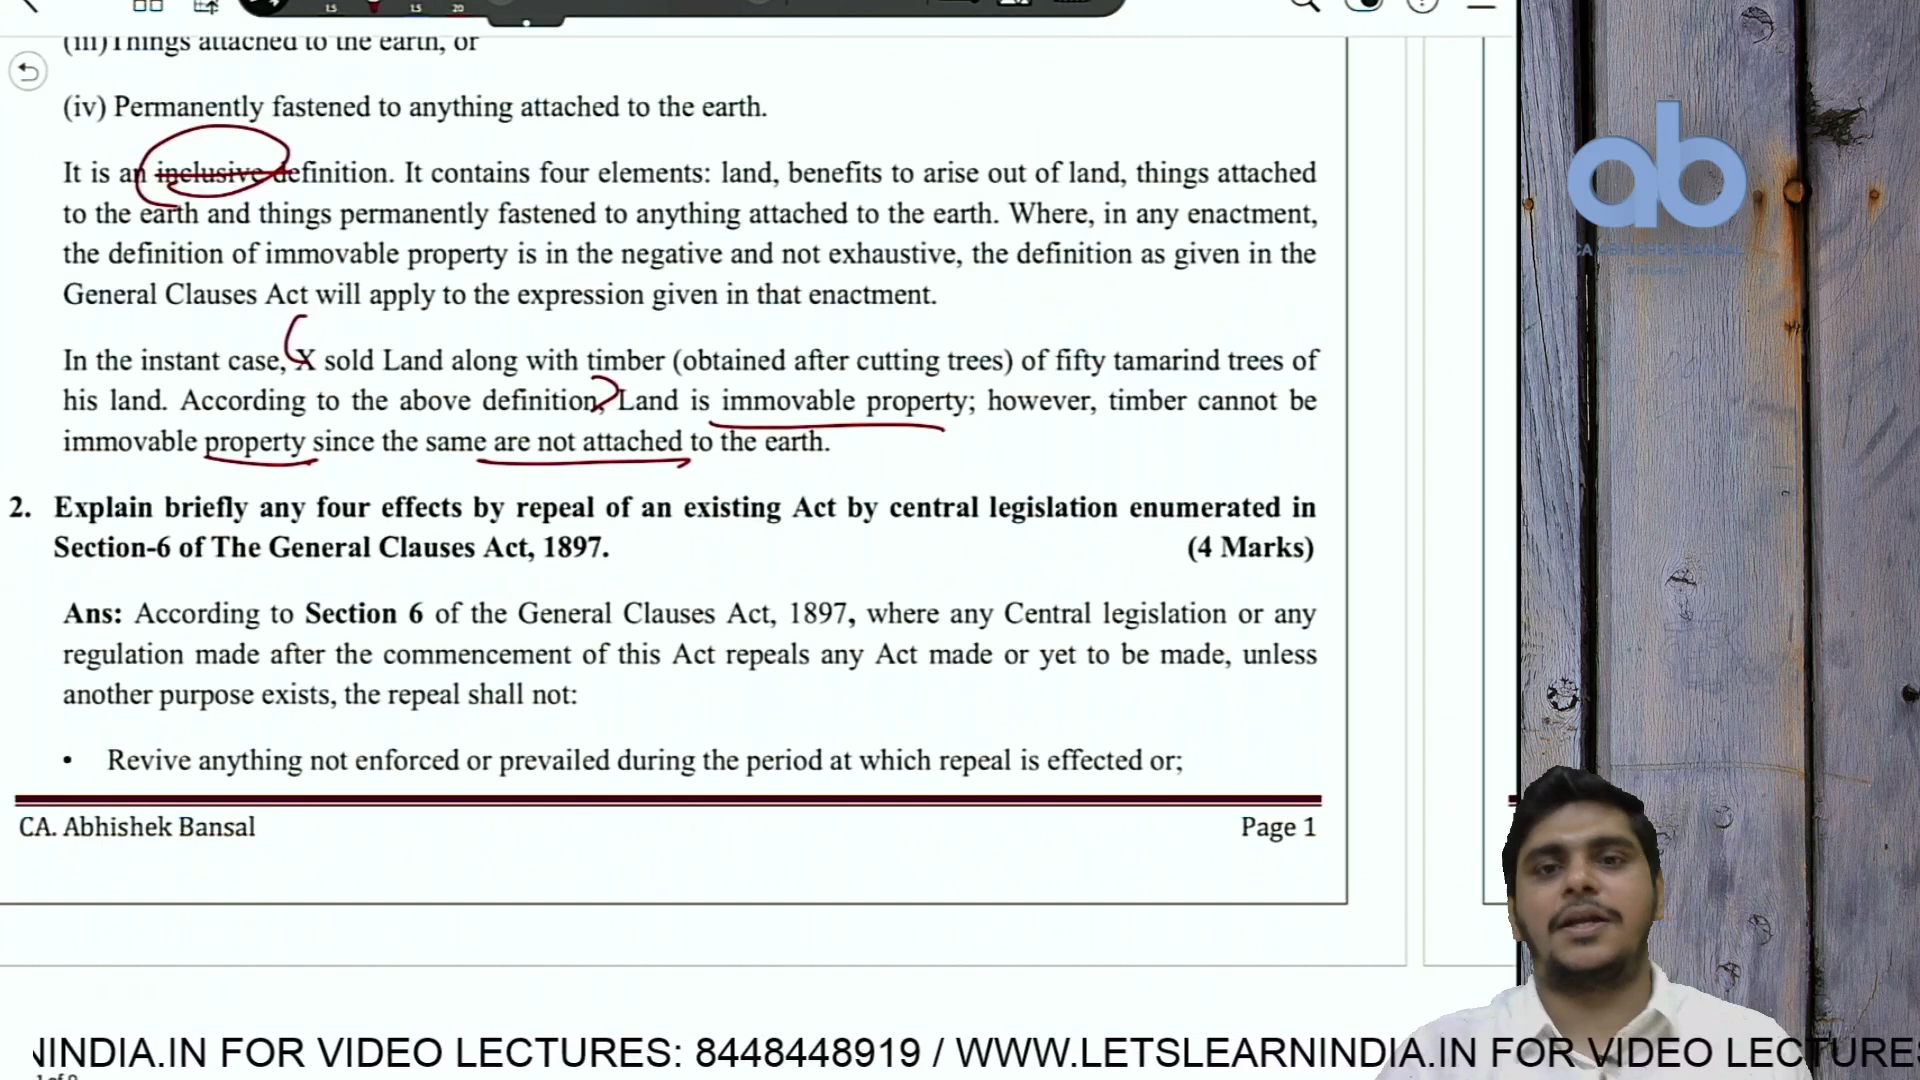 15 15 20
(iii) Things attached to the earth, or
(iv) Permanently fastened to anything attached to the earth.
It is an inclusive definition. It contains four elements: land, benefits to arise out of land, things attached
to the earth and things permanently fastened to anything attached to the earth. Where, in any enactment,
the definition of immovable property is in the negative and not exhaustive, the definition as given in the
General Clauses Act will apply to the expression given in that enactment.
In the instant case, X sold Land along with timber (obtained after cutting trees) of fifty tamarind trees of
his land. According to the above definition, Land is immovable property; however, timber cannot be
immovable property since the same are not attached to the earth.
2. Explain briefly any four effects by repeal of an existing Act by central legislation enumerated in
Section-6 of The General Clauses Act, 1897. (4 Marks)
Ans: According to Section 6 of the General Clauses Act, 1897, where any Central legislation or any
regulation made after the commencement of this Act repeals any Act made or yet to be made, unless
another purpose exists, the repeal shall not:
• Revive anything not enforced or prevailed during the period at which repeal is effected or;
CA. Abhishek Bansal Page 1
ab
CA ABHISHEK BANSAL
NINDIA.IN FOR VIDEO LECTURES: 8448448919 / WWW.LETSLEARNINDIA.IN FOR VIDEO LECTURES